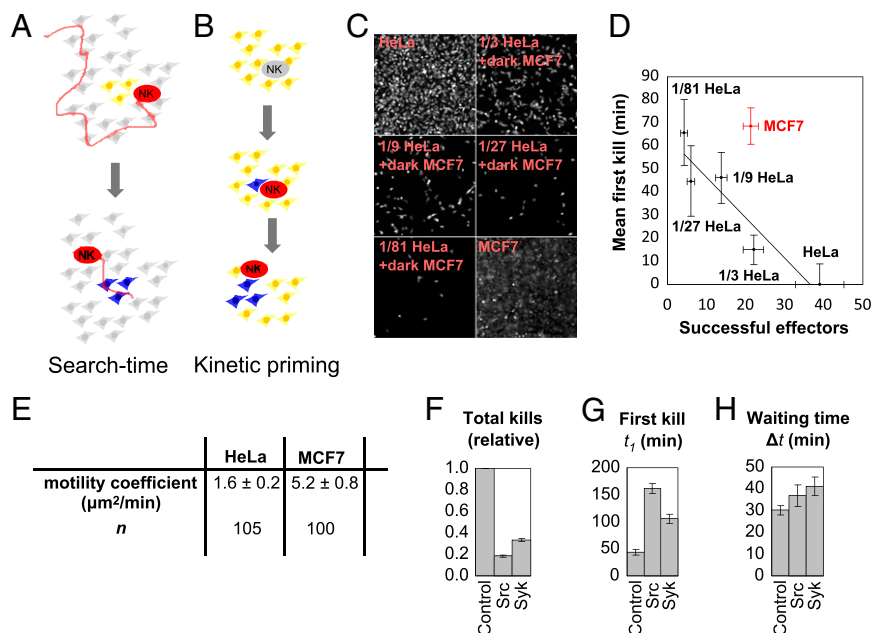 A
NK
NK
Search-time
B
NK
NK
NK
Kinetic priming
C
HeLa
1/3 HeLa
+dark MCF7
1/9 HeLa
+dark MCF7
1/27 HeLa
+dark MCF7
1/81 HeLa
+dark MCF7
MCF7
D
Mean first kill (min)
90
80
70
60
50
40
30
20
10
0
1/81 HeLa
MCF7
1/9 HeLa
1/27 HeLa
1/3 HeLa
HeLa
0 10 20 30 40 50
Successful effectors
E
HeLa MCF7
motility coefficient
(µm²/min)
1.6 ± 0.2 5.2 ± 0.8
n 105 100
F
Total kills
(relative)
1.0
0.8
0.6
0.4
0.2
0.0
Control
Src
Syk
G
First kill
t₁ (min)
200
150
100
50
0
Control
Src
Syk
H
Waiting time
Δt (min)
50
40
30
20
10
0
Control
Src
Syk